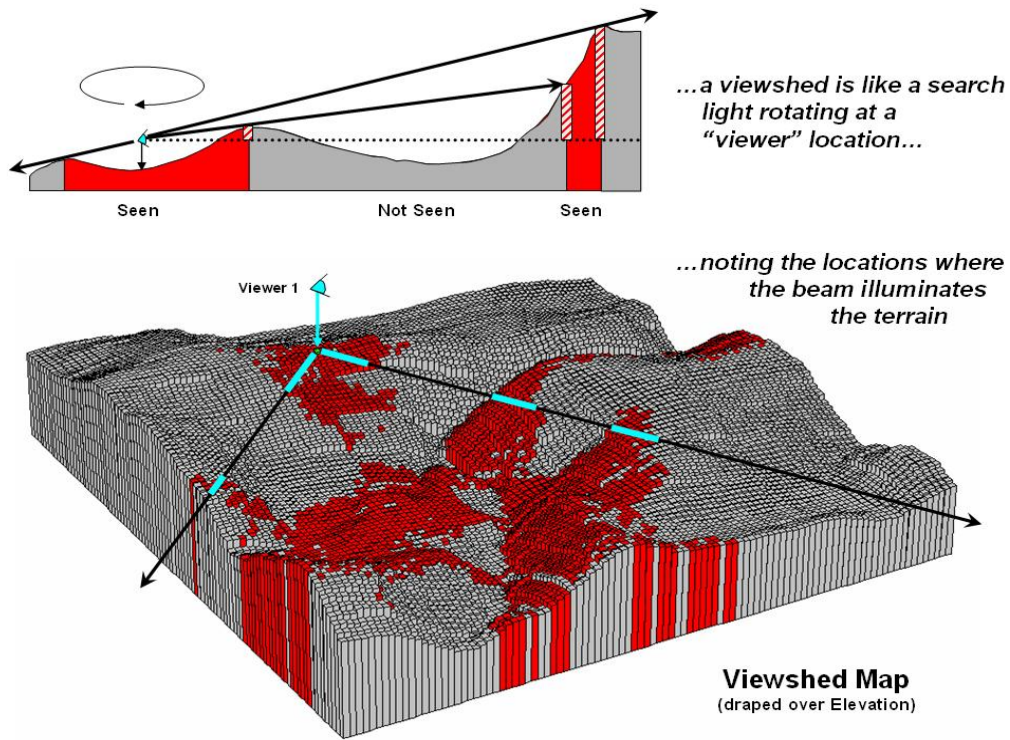 …a viewshed is like a search
light rotating at a
“viewer” location…
Seen
Not Seen
Seen
…noting the locations where
the beam illuminates
the terrain
Viewer 1
Viewshed Map
(draped over Elevation)